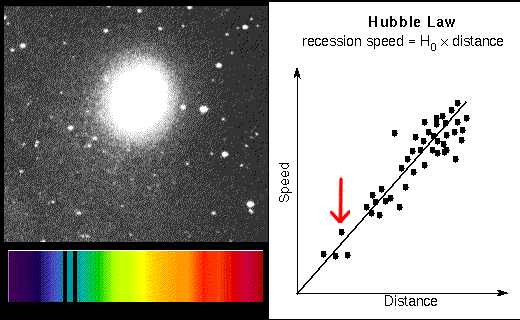 Hubble Law
recession speed = H₀ × distance
Speed
Distance